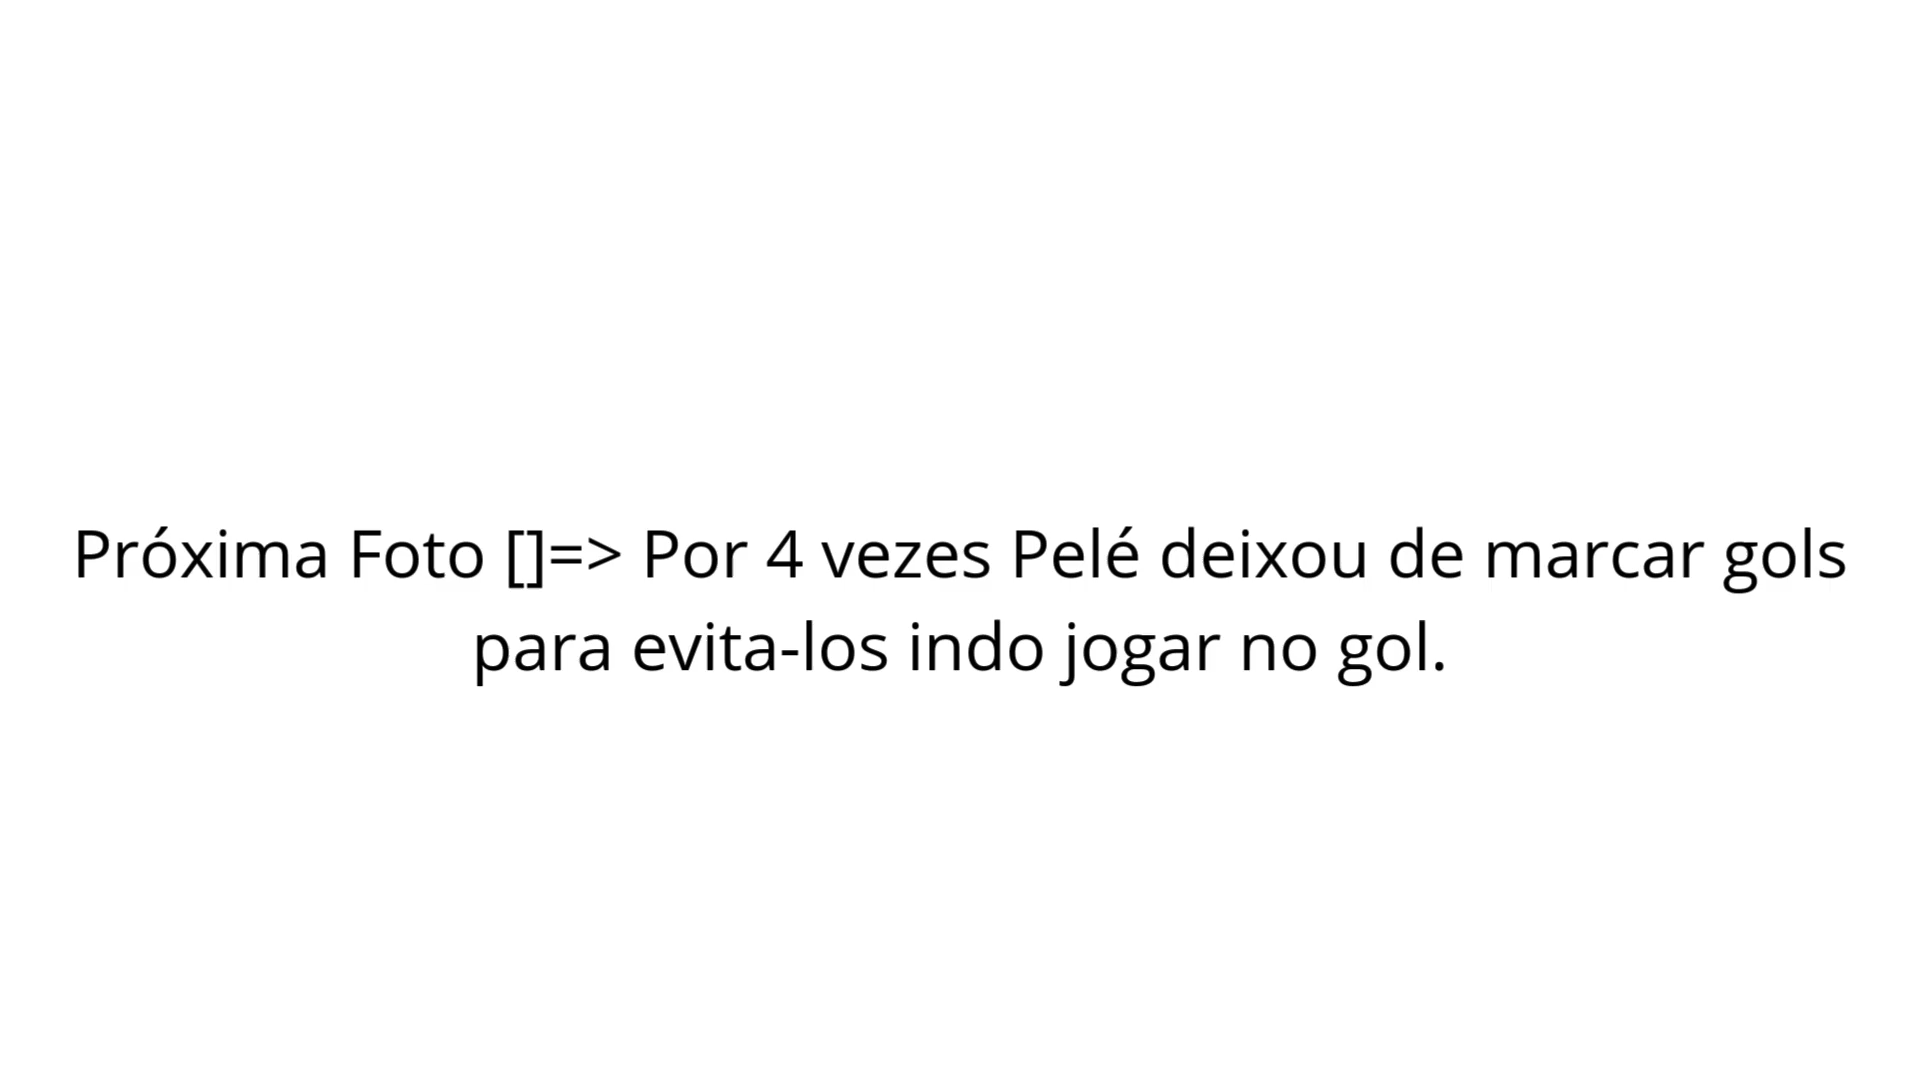 Próxima Foto []=> Por 4 vezes Pelé deixou de marcar gols
para evita-los indo jogar no gol.